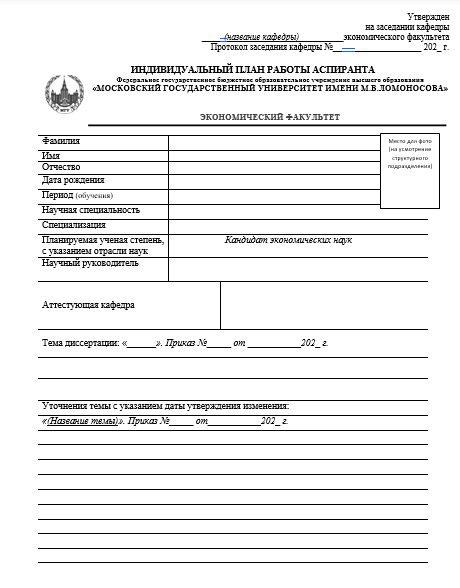 Утвержден
на заседании кафедры
_(название кафедры)_________экономического факультета
Протокол заседания кафедры №____ ______________202_ г.
ИНДИВИДУАЛЬНЫЙ ПЛАН РАБОТЫ АСПИРАНТА
Федеральное государственное бюджетное образовательное учреждение высшего образования
«МОСКОВСКИЙ ГОСУДАРСТВЕННЫЙ УНИВЕРСИТЕТ ИМЕНИ М.В.ЛОМОНОСОВА»
ЭКОНОМИЧЕСКИЙ ФАКУЛЬТЕТ
Место для фото
(на усмотрение
структурного
подразделения)
Фамилия
Имя
Отчество
Дата рождения
Период (обучения)
Научная специальность
Специализация
Планируемая ученая степень,
с указанием отрасли наук
Кандидат экономических наук
Научный руководитель
Аттестующая кафедра
Тема диссертации: «______». Приказ №_____ от ___________202_ г.
Уточнения темы с указанием даты утверждения изменения:
«(Название темы)». Приказ №_____ от___________202_ г.